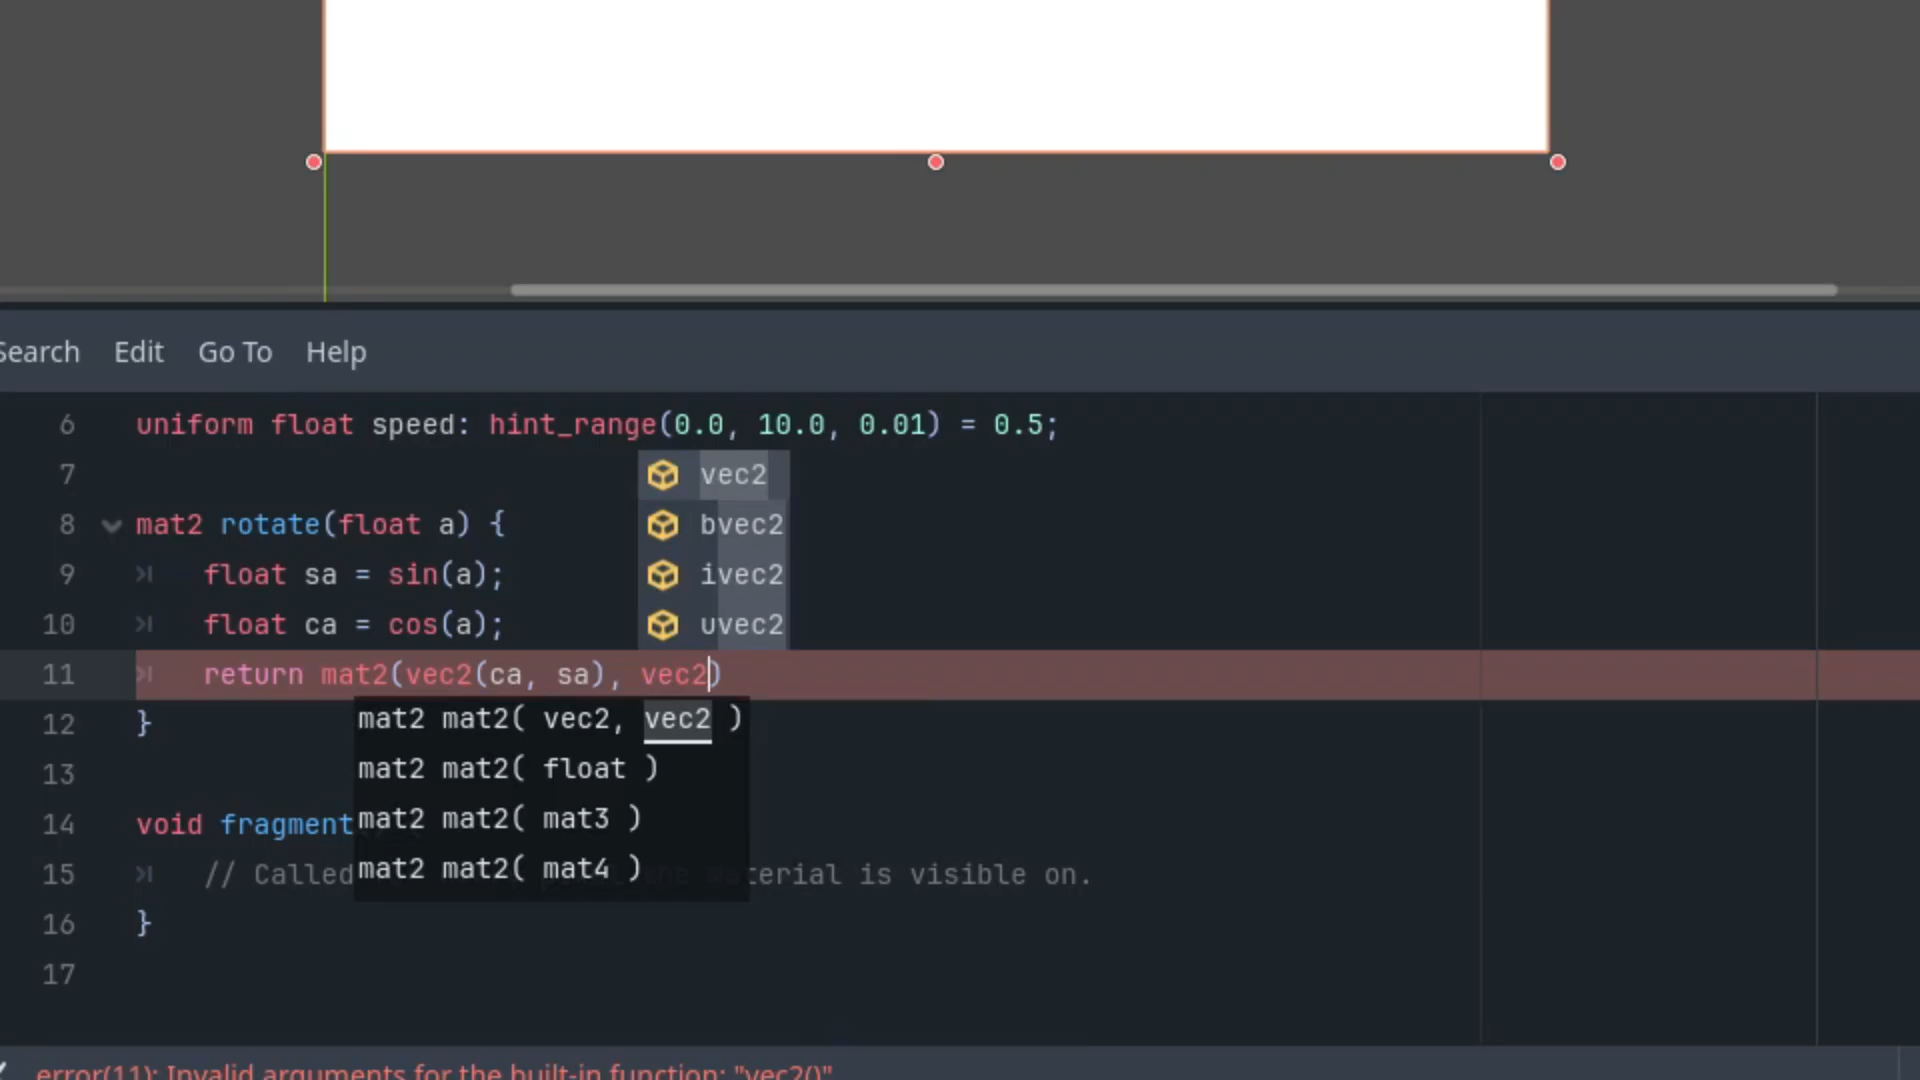 Search Edit Go To Help
6 uniform float speed: hint_range(0.0, 10.0, 0.01) = 0.5;
7 vec2
8 mat2 rotate(float a) { bvec2
9 float sa = sin(a); ivec2
10 float ca = cos(a); uvec2
11 return mat2(vec2(ca, sa), vec2)
12 } mat2 mat2( vec2, vec2 )
13 mat2 mat2( float )
14 void fragment mat2 mat2( mat3 )
15 // Called mat2 mat2( mat4 ) terial is visible on.
16 }
17
error(11): Invalid arguments for the built-in function: "vec2()"